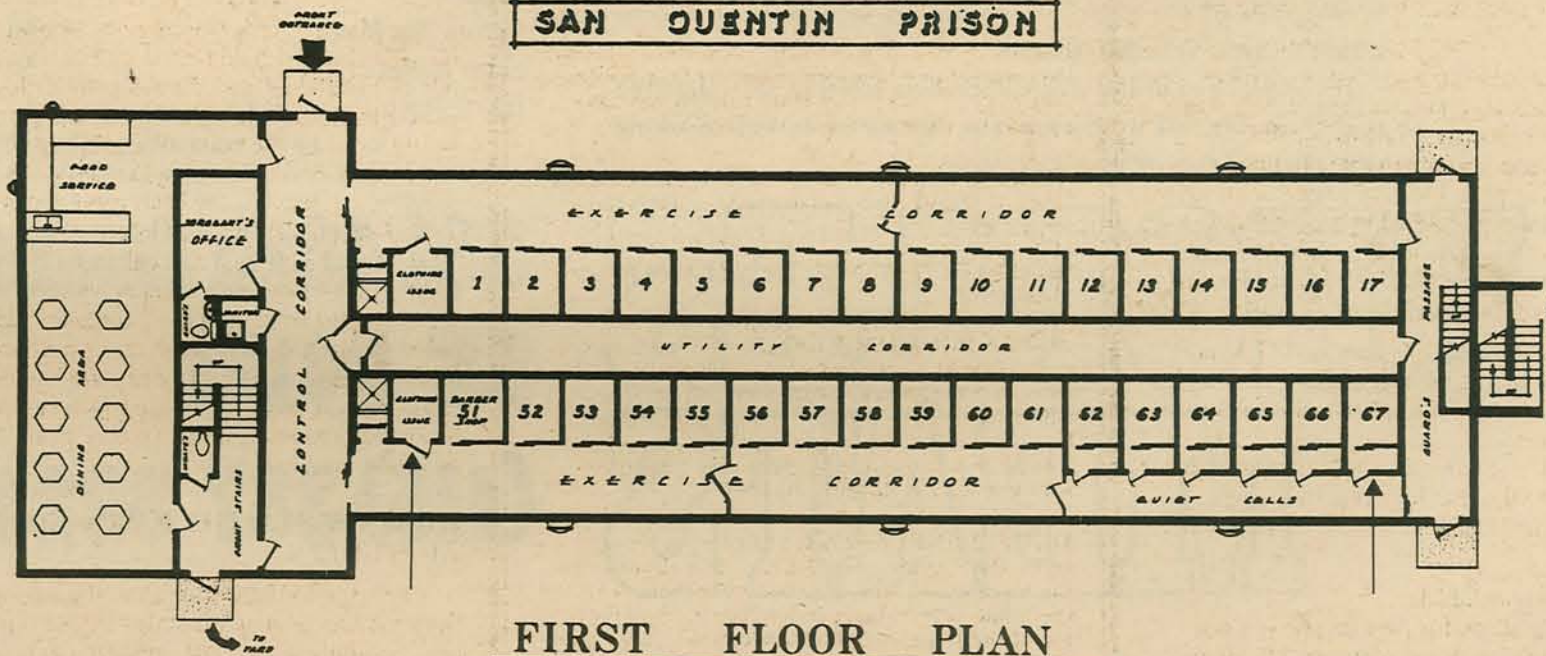 FRONT
ENTRANCE
SAN QUENTIN PRISON
FOOD
SERVICE
SERGEANT'S
OFFICE
CONTROL CORRIDOR
EXERCISE CORRIDOR
CLOTHING
ISSUE
1 2 3 4 5 6 7 8 9 10 11 12 13 14 15 16 17
UTILITY CORRIDOR
DINING AREA
CLOTHING
ISSUE
BARBER
51
SHOP
52 53 54 55 56 57 58 59 60 61 62 63 64 65 66 67
EXERCISE CORRIDOR
QUIET CELLS
GUARD'S PASSAGE
FRONT STAIRS
TO
YARD
FIRST FLOOR PLAN